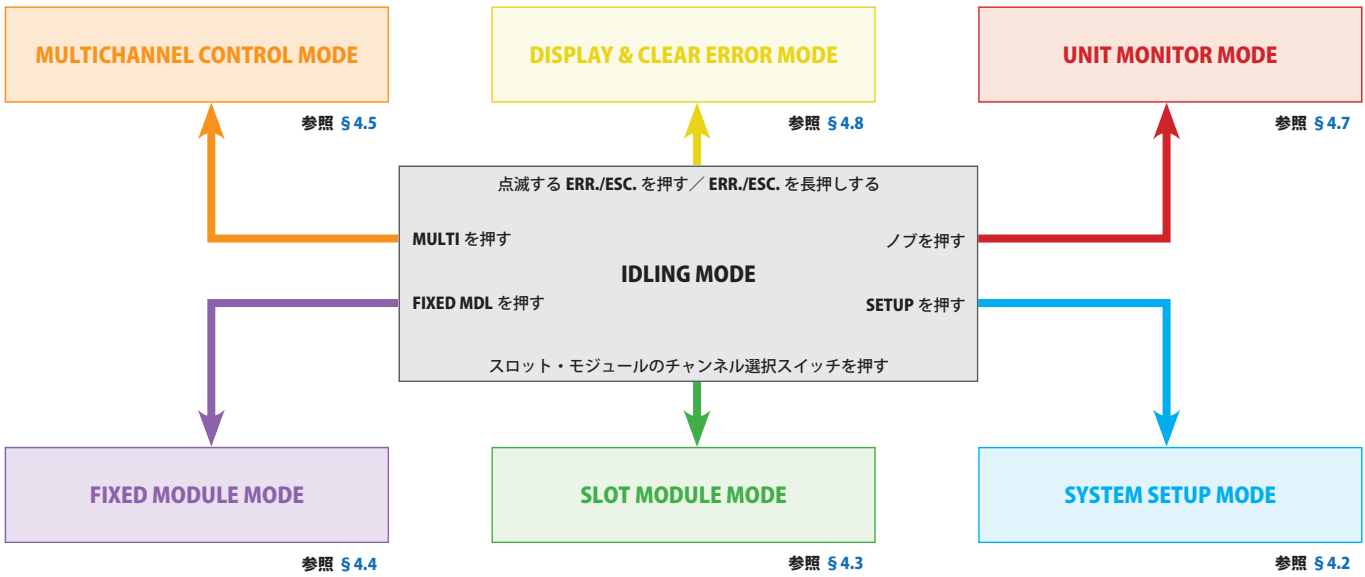 MULTICHANNEL CONTROL MODE
DISPLAY & CLEAR ERROR MODE
UNIT MONITOR MODE
参照 §4.5
参照 §4.8
参照 §4.7
点滅する ERR./ESC. を押す／ ERR./ESC. を長押しする
MULTI を押す
ノブを押す
IDLING MODE
FIXED MDL を押す
SETUP を押す
スロット・モジュールのチャンネル選択スイッチを押す
FIXED MODULE MODE
SLOT MODULE MODE
SYSTEM SETUP MODE
参照 §4.4
参照 §4.3
参照 §4.2